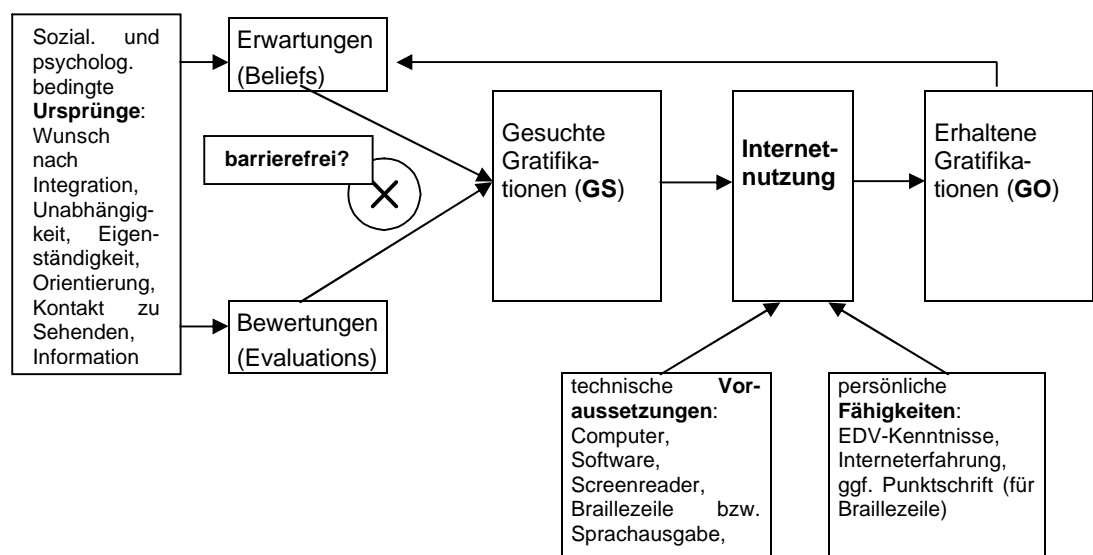 Sozial. und
psycholog.
bedingte
Ursprünge:
Wunsch
nach
Integration,
Unabhängig-
keit, Eigen-
ständigkeit,
Orientierung,
Kontakt zu
Sehenden,
Information
Erwartungen
(Beliefs)
barrierefrei?
Bewertungen
(Evaluations)
Gesuchte
Gratifika-
tionen (GS)
Internet-
nutzung
Erhaltene
Gratifika-
tionen (GO)
technische Vor-
aussetzungen:
Computer,
Software,
Screenreader,
Braillezeile bzw.
Sprachausgabe,
persönliche
Fähigkeiten:
EDV-Kenntnisse,
Interneterfahrung,
ggf. Punktschrift (für
Braillezeile)